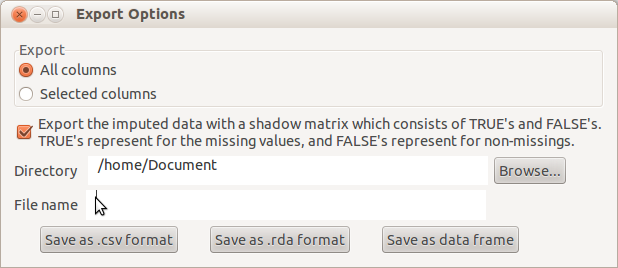 Export Options
Export
All columns
Selected columns
Export the imputed data with a shadow matrix which consists of TRUE's and FALSE's.
TRUE's represent for the missing values, and FALSE's represent for non-missings.
Directory /home/Document Browse...
File name
Save as .csv format Save as .rda format Save as data frame